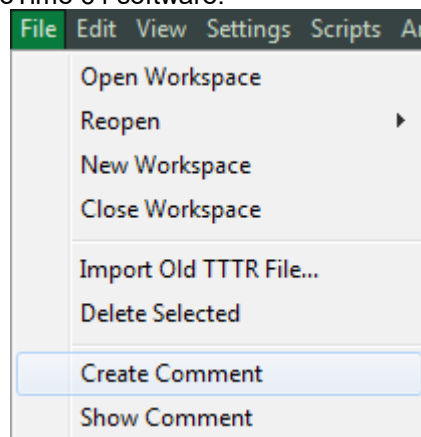 File Edit View Settings Scripts
Open Workspace
Reopen
New Workspace
Close Workspace
Import Old TTTR File...
Delete Selected
Create Comment
Show Comment